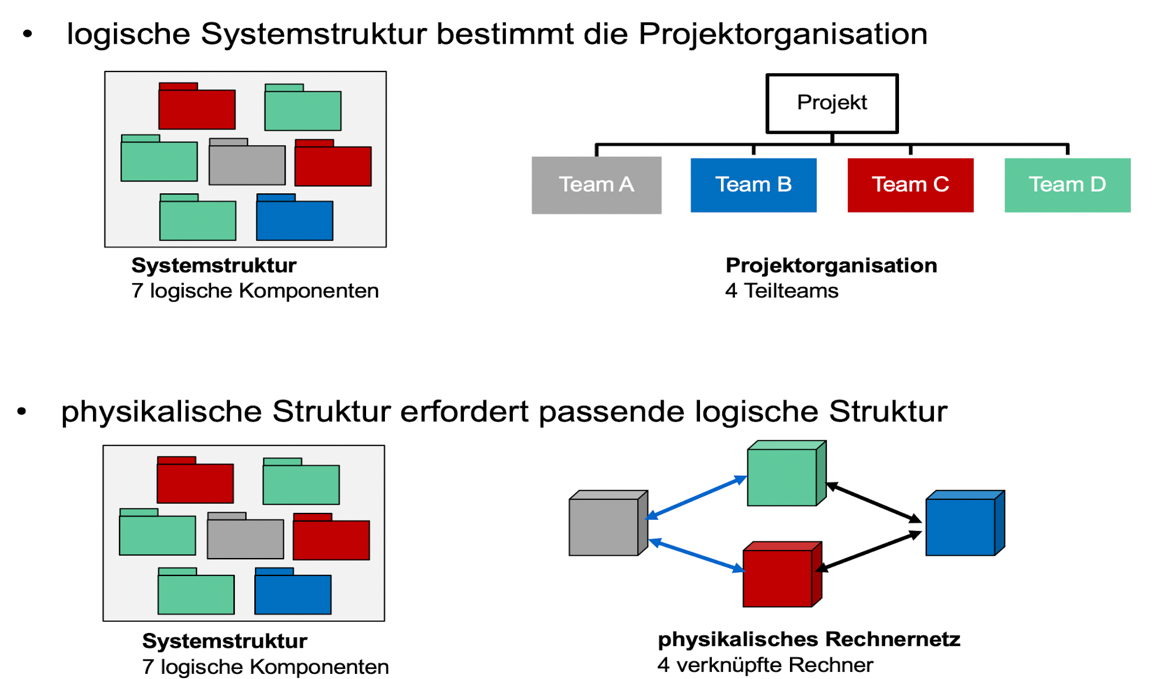 • logische Systemstruktur bestimmt die Projektorganisation
Projekt
Team A
Team B
Team C
Team D
Systemstruktur
7 logische Komponenten
Projektorganisation
4 Teilteams
• physikalische Struktur erfordert passende logische Struktur
Systemstruktur
7 logische Komponenten
physikalisches Rechnernetz
4 verknüpfte Rechner